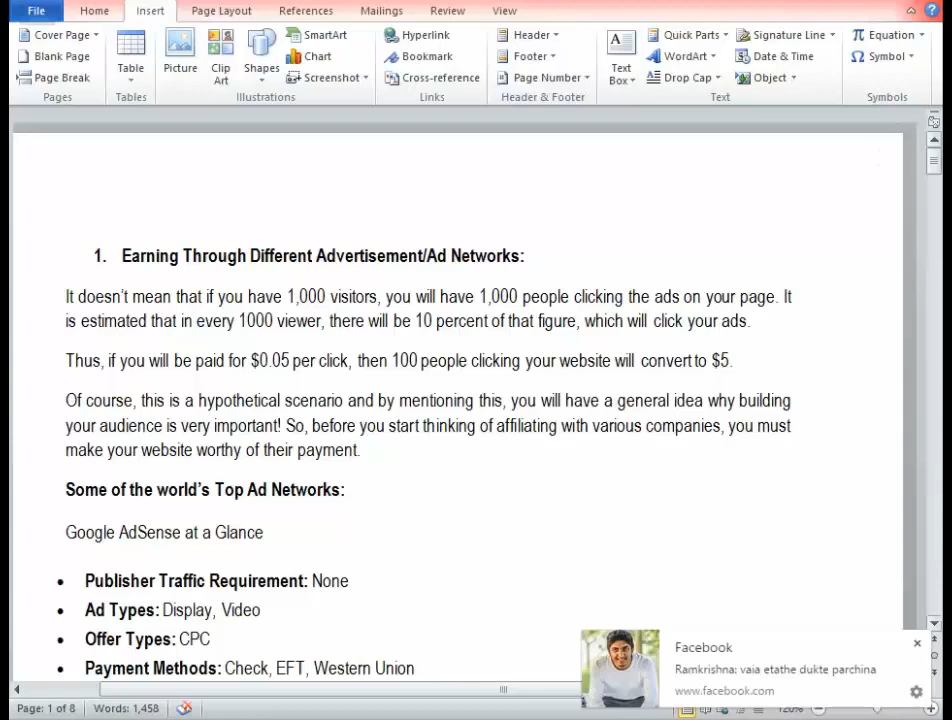 File Home Insert Page Layout References Mailings Review View
Cover Page Blank Page Page Break Pages
Table Tables
Picture Clip Art Shapes SmartArt Chart Screenshot Illustrations
Hyperlink Bookmark Cross-reference Links
Header Footer Page Number Header & Footer
Text Box Quick Parts WordArt Drop Cap Signature Line Date & Time Object Text
Equation Symbol Symbols
1. Earning Through Different Advertisement/Ad Networks:
It doesn't mean that if you have 1,000 visitors, you will have 1,000 people clicking the ads on your page. It
is estimated that in every 1000 viewer, there will be 10 percent of that figure, which will click your ads.
Thus, if you will be paid for $0.05 per click, then 100 people clicking your website will convert to $5.
Of course, this is a hypothetical scenario and by mentioning this, you will have a general idea why building
your audience is very important! So, before you start thinking of affiliating with various companies, you must
make your website worthy of their payment.
Some of the world's Top Ad Networks:
Google AdSense at a Glance
• Publisher Traffic Requirement: None
• Ad Types: Display, Video
• Offer Types: CPC
• Payment Methods: Check, EFT, Western Union
Facebook
Ramkrishna: vaia etathe dukte parchina
www.facebook.com
Page: 1 of 8 Words: 1,458 120%